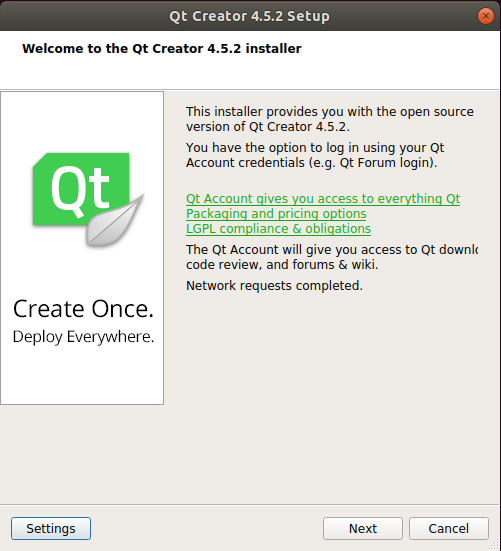 Qt Creator 4.5.2 Setup
Welcome to the Qt Creator 4.5.2 installer
Qt
Create Once.
Deploy Everywhere.
This installer provides you with the open source
version of Qt Creator 4.5.2.
You have the option to log in using your Qt
Account credentials (e.g. Qt Forum login).
Qt Account gives you access to everything Qt
Packaging and pricing options
LGPL compliance & obligations
The Qt Account will give you access to Qt
code review, and forums & wiki.
Network requests completed.
Settings
Next
Cancel